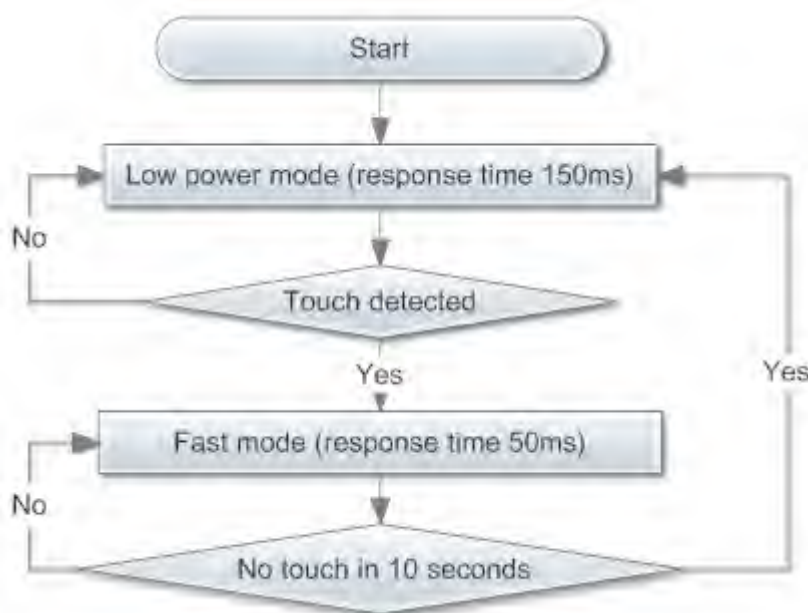 Start
Low power mode (response time 150ms)
No
Touch detected
Yes
Yes
Fast mode (response time 50ms)
No
No touch in 10 seconds